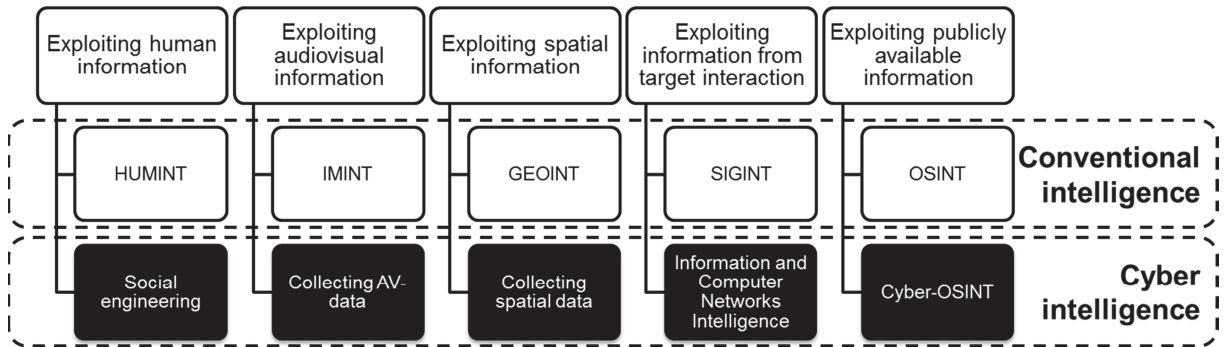 Exploiting human
information
Exploiting
audiovisual
information
Exploiting spatial
information
Exploiting
information from
target interaction
Exploiting publicly
available
information
HUMINT
IMINT
GEOINT
SIGINT
OSINT
Conventional
intelligence
Social
engineering
Collecting AV-
data
Collecting
spatial data
Information and
Computer
Networks
Intelligence
Cyber-OSINT
Cyber
intelligence